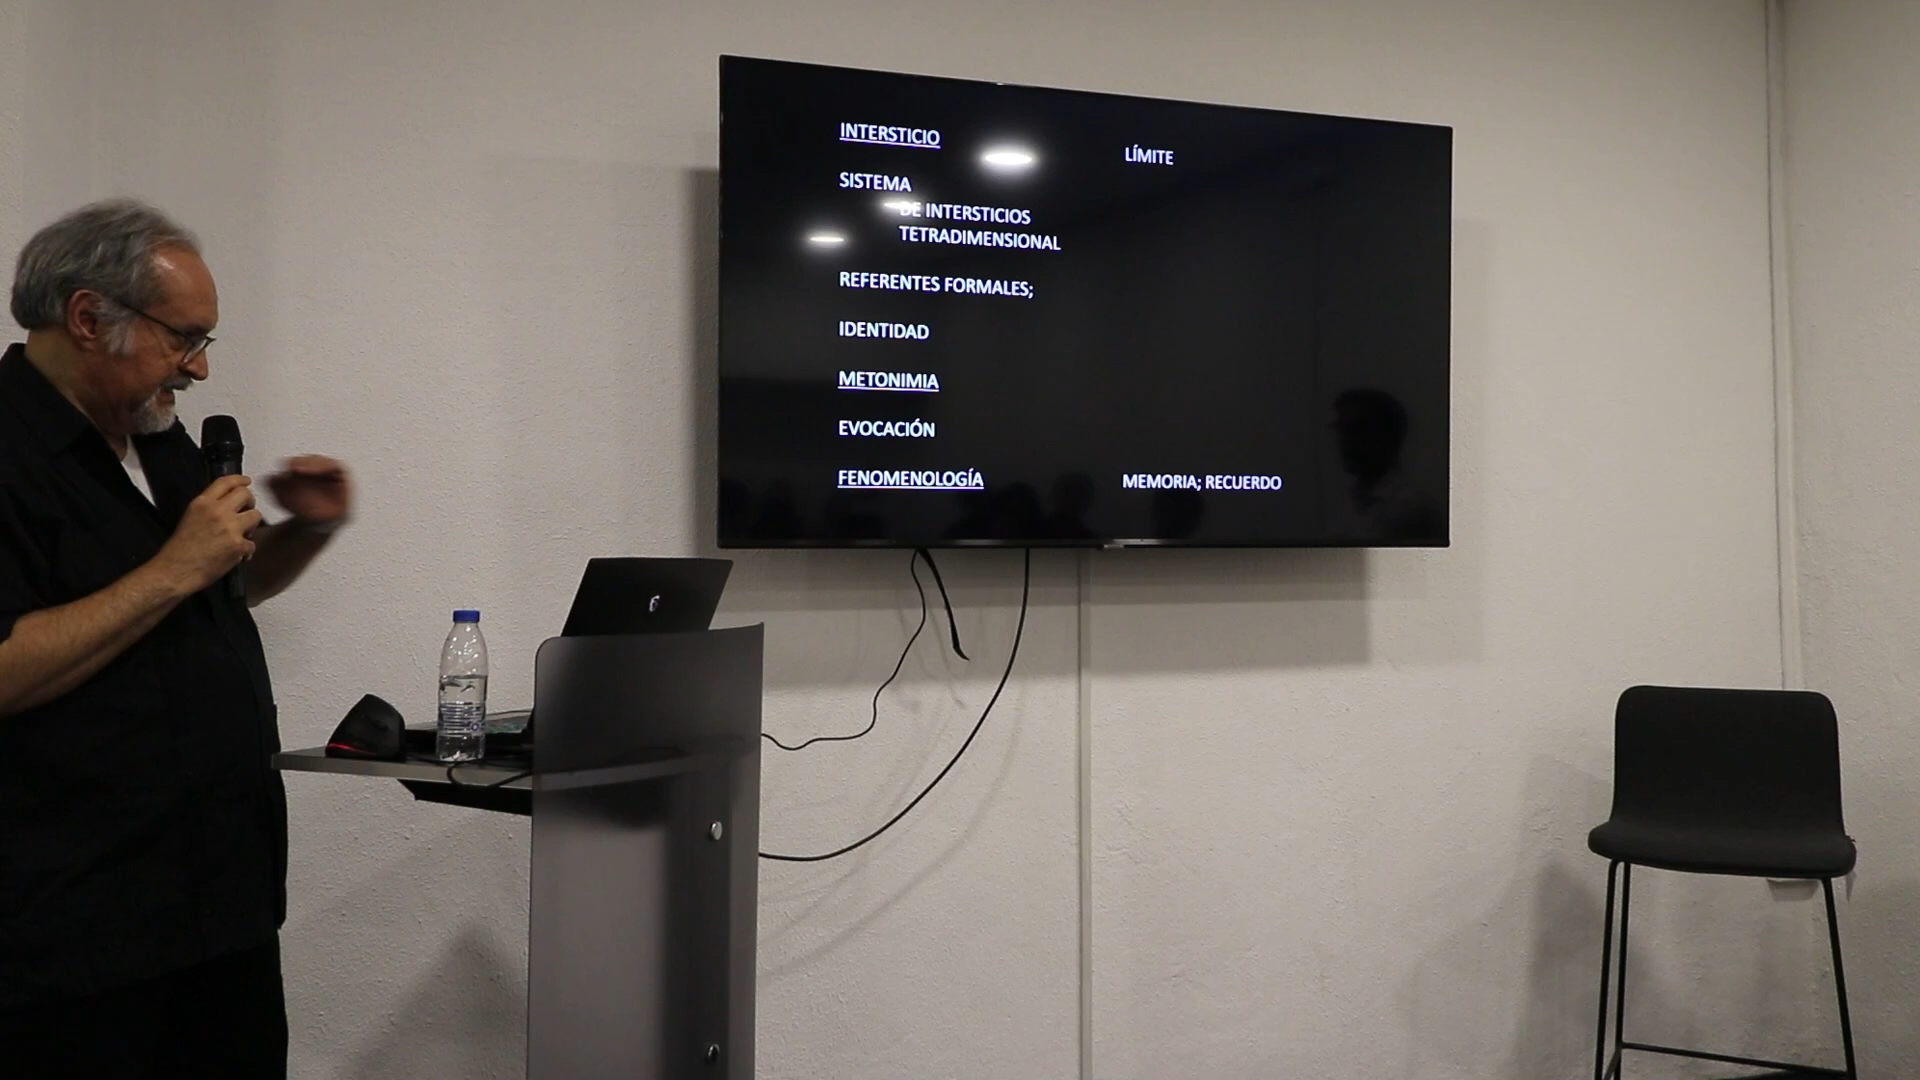 INTERSTICIO
LÍMITE
SISTEMA
DE INTERSTICIOS
TETRADIMENSIONAL
REFERENTES FORMALES;
IDENTIDAD
METONIMIA
EVOCACIÓN
FENOMENOLOGÍA
MEMORIA; RECUERDO